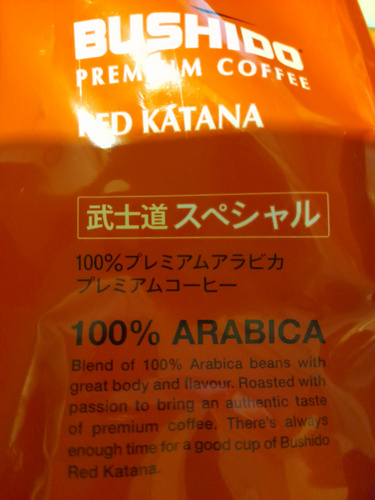 BUSHIDO
PREMIUM COFFEE
RED KATANA
武士道 スペシャル
100%プレミアムアラビカ
プレミアムコーヒー
100% ARABICA
Blend of 100% Arabica beans with
great body and flavour. Roasted with
passion to bring an authentic taste
of premium coffee. There's always
enough time for a good cup of Bushido
Red Katana.